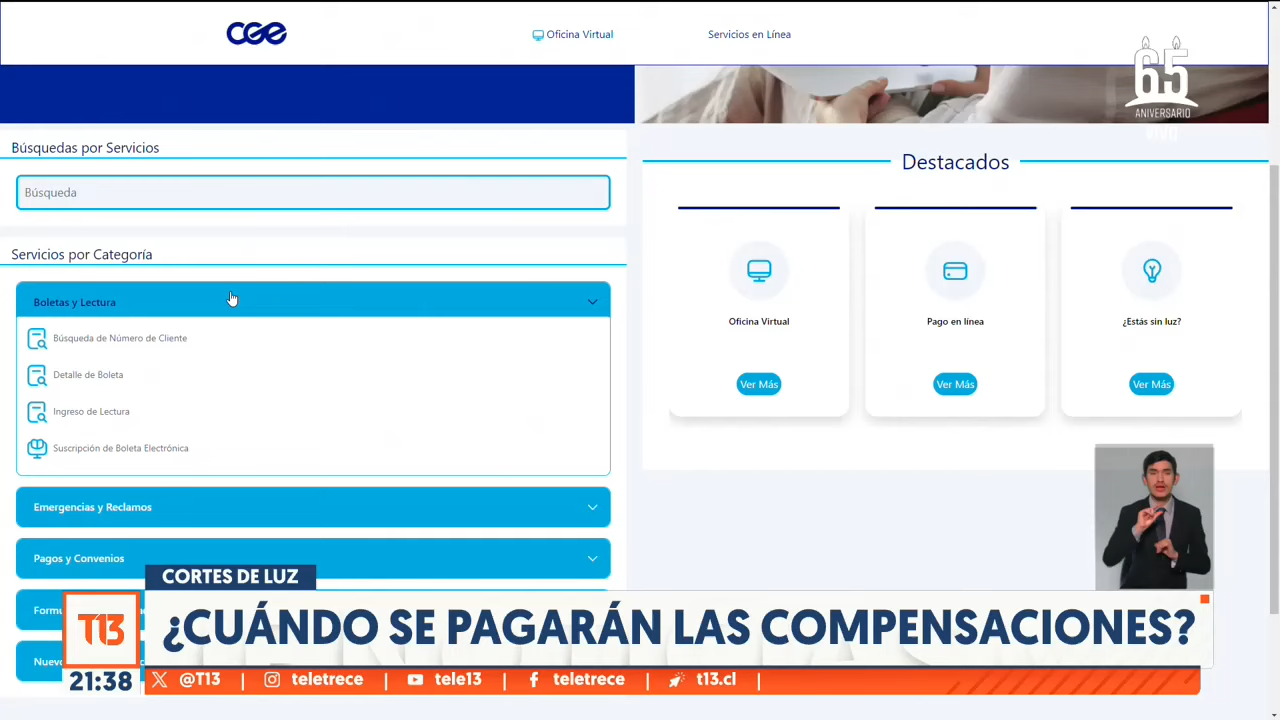 cge
Oficina Virtual
Servicios en Línea
65
ANIVERSARIO
vivo
Búsquedas por Servicios
Búsqueda
Servicios por Categoría
Boletas y Lectura
Búsqueda de Número de Cliente
Detalle de Boleta
Ingreso de Lectura
Suscripción de Boleta Electrónica
Emergencias y Reclamos
Pagos y Convenios
Destacados
Oficina Virtual
Pago en línea
¿Estás sin luz?
Ver Más
Ver Más
Ver Más
CORTES DE LUZ
T13
¿CUÁNDO SE PAGARÁN LAS COMPENSACIONES?
21:38
@T13 | teletrece | tele13 | teletrece | t13.cl |